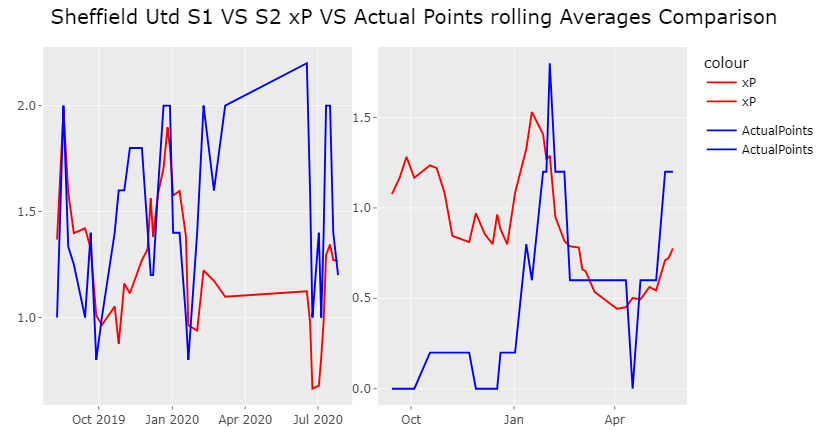 Sheffield Utd S1 VS S2 xP VS Actual Points rolling Averages Comparison
colour
xP
xP
ActualPoints
ActualPoints
2.0
1.5
1.0
Oct 2019 Jan 2020 Apr 2020 Jul 2020
1.5
1.0
0.5
0.0
Oct Jan Apr